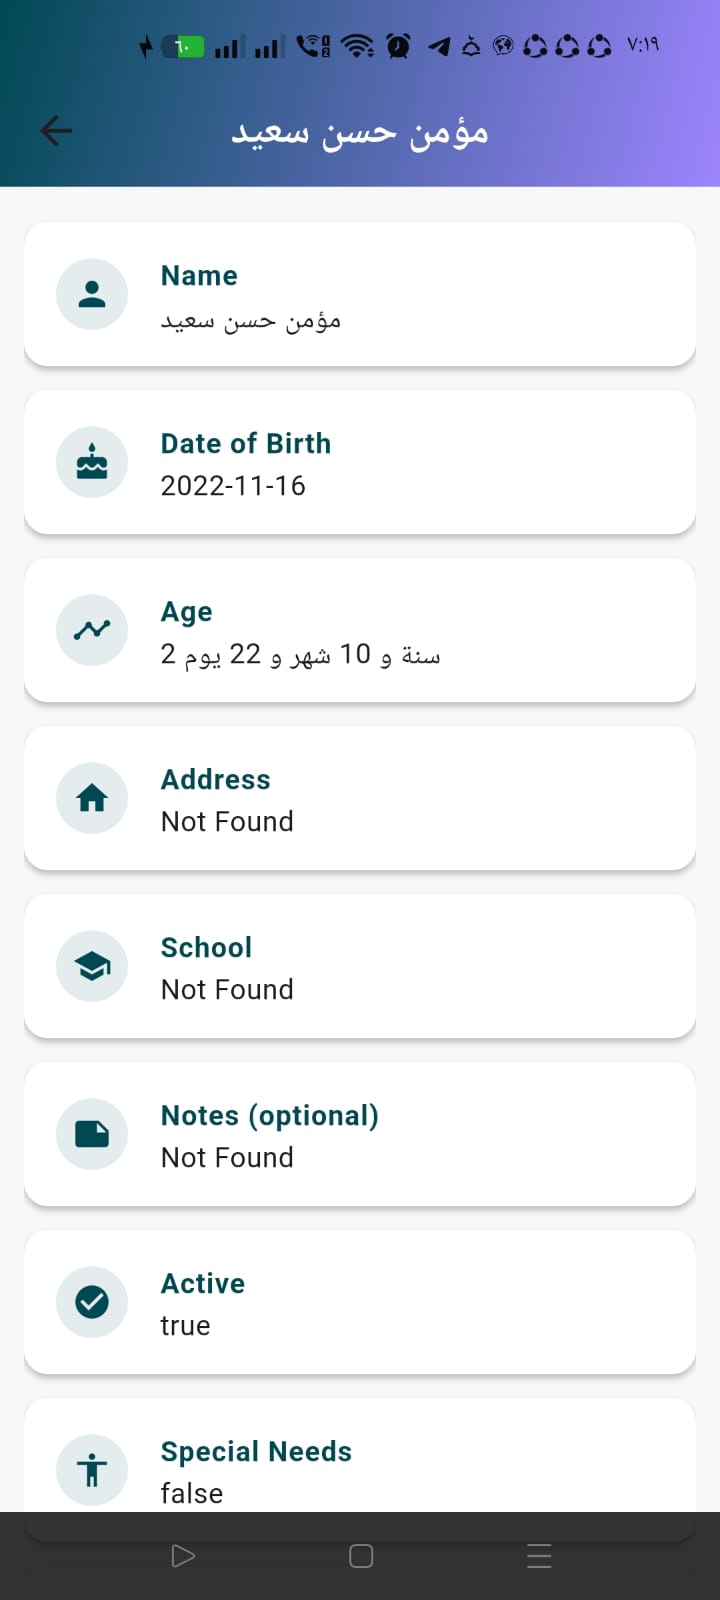 ٦٠
٧:١٩
مؤمن حسن سعيد
Name
مؤمن حسن سعيد
Date of Birth
2022-11-16
Age
2 سنة و 10 شهر و 22 يوم
Address
Not Found
School
Not Found
Notes (optional)
Not Found
Active
true
Special Needs
false